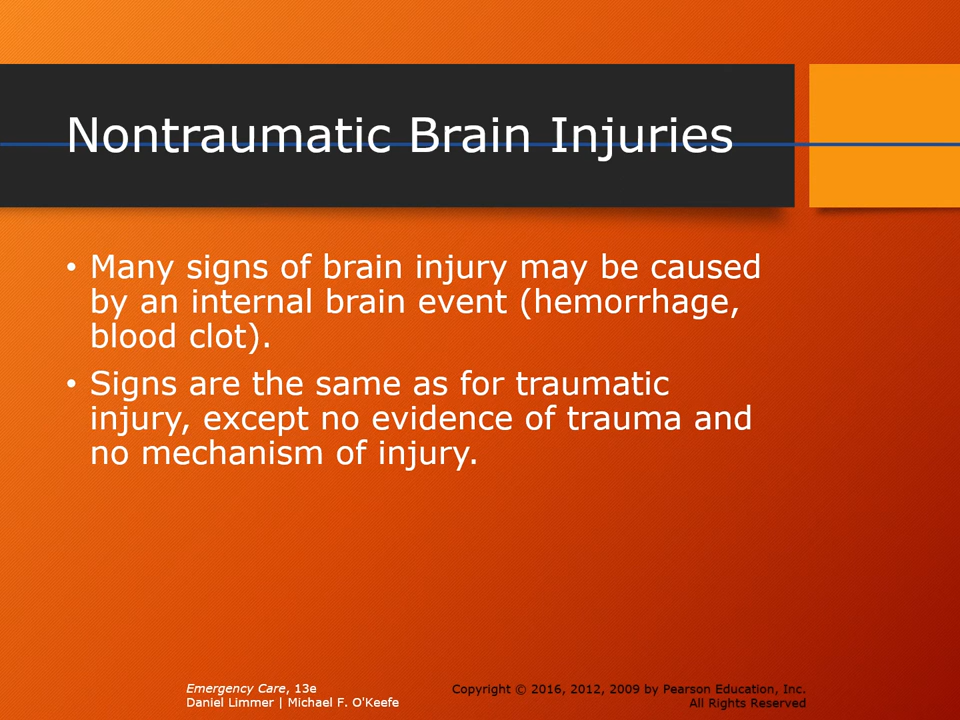 Nontraumatic Brain Injuries
• Many signs of brain injury may be caused
by an internal brain event (hemorrhage,
blood clot).
• Signs are the same as for traumatic
injury, except no evidence of trauma and
no mechanism of injury.
Emergency Care, 13e
Daniel Limmer | Michael F. O'Keefe
Copyright © 2016, 2012, 2009 by Pearson Education, Inc.
All Rights Reserved